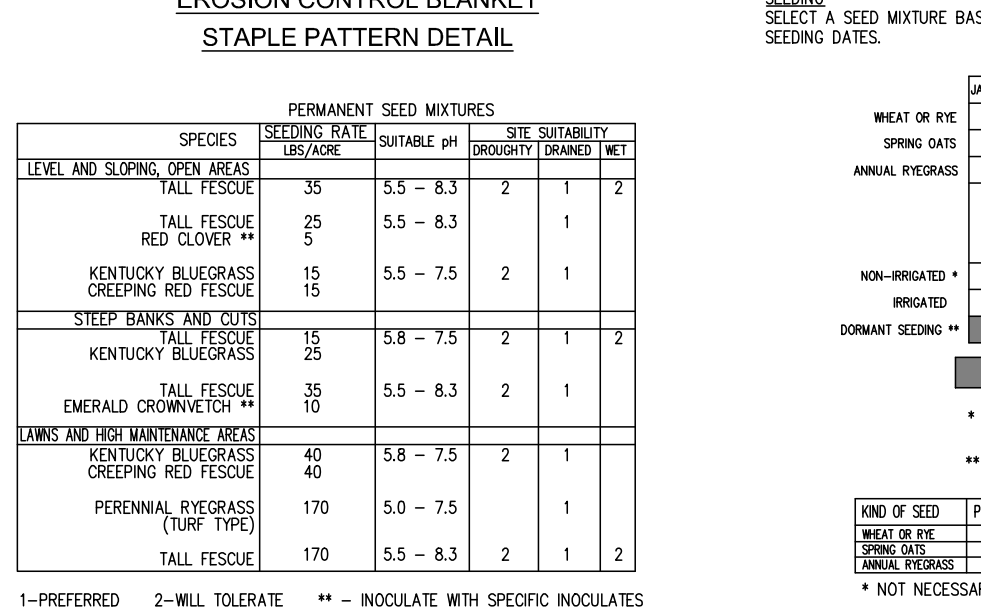 EROSION CONTROL BLANKET
STAPLE PATTERN DETAIL
PERMANENT SEED MIXTURES
SPECIES SEEDING RATE LBS/ACRE SUITABLE pH SITE SUITABILITY
DROUGHTY DRAINED WET
LEVEL AND SLOPING, OPEN AREAS
TALL FESCUE 35 5.5 – 8.3 2 1 2
TALL FESCUE 25 5.5 – 8.3 1
RED CLOVER ** 5
KENTUCKY BLUEGRASS 15 5.5 – 7.5 2 1
CREEPING RED FESCUE 15
STEEP BANKS AND CUTS
TALL FESCUE 15 5.8 – 7.5 2 1 2
KENTUCKY BLUEGRASS 25
TALL FESCUE 35 5.5 – 8.3 2 1
EMERALD CROWNVETCH ** 10
LAWNS AND HIGH MAINTENANCE AREAS
KENTUCKY BLUEGRASS 40 5.8 – 7.5 2 1
CREEPING RED FESCUE 40
PERENNIAL RYEGRASS 170 5.0 – 7.5 1
(TURF TYPE)
TALL FESCUE 170 5.5 – 8.3 2 1 2
1–PREFERRED 2–WILL TOLERATE ** – INOCULATE WITH SPECIFIC INOCULATES
SEEDING
SELECT A SEED MIXTURE BAS
SEEDING DATES.
JA
WHEAT OR RYE
SPRING OATS
ANNUAL RYEGRASS
NON–IRRIGATED *
IRRIGATED
DORMANT SEEDING **
*
**
KIND OF SEED P
WHEAT OR RYE
SPRING OATS
ANNUAL RYEGRASS
* NOT NECESSAR